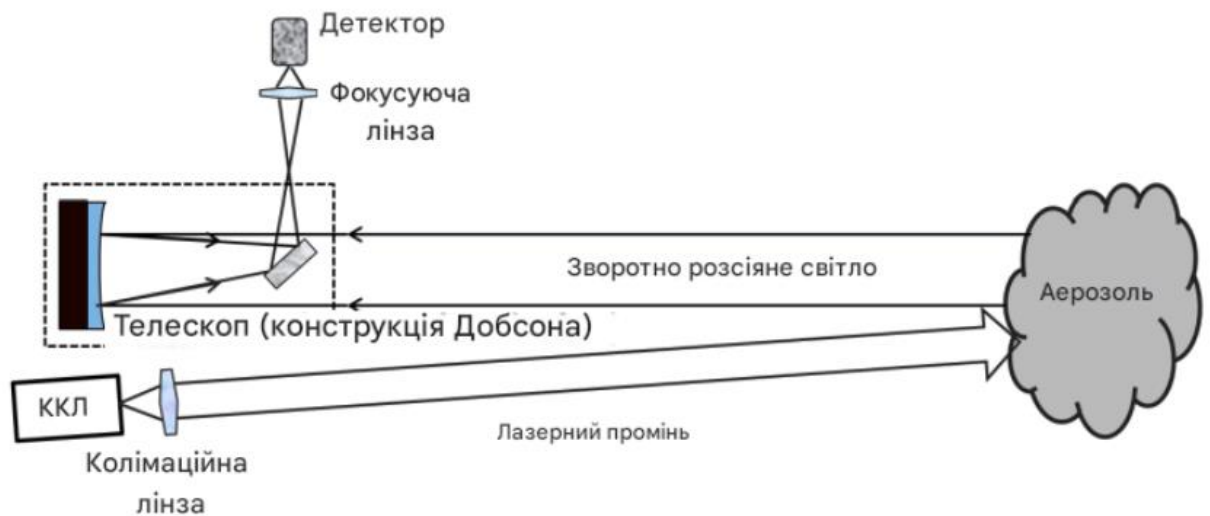 Детектор
Фокусуюча
лінза
Зворотно розсіяне світло
Аерозоль
Телескоп (конструкція Добсона)
ККЛ
Лазерний промінь
Колімаційна
лінза